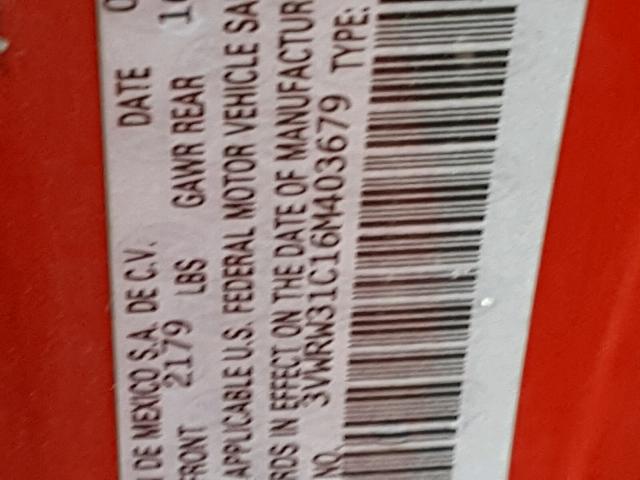 DE MEXICO S.A. DE C.V. DATE
FRONT 2179 LBS GAWR REAR
APPLICABLE U.S. FEDERAL MOTOR VEHICLE SA
RDS IN EFFECT ON THE DATE OF MANUFACTUR
NO. 3VWRW31C16M403679 TYPE: